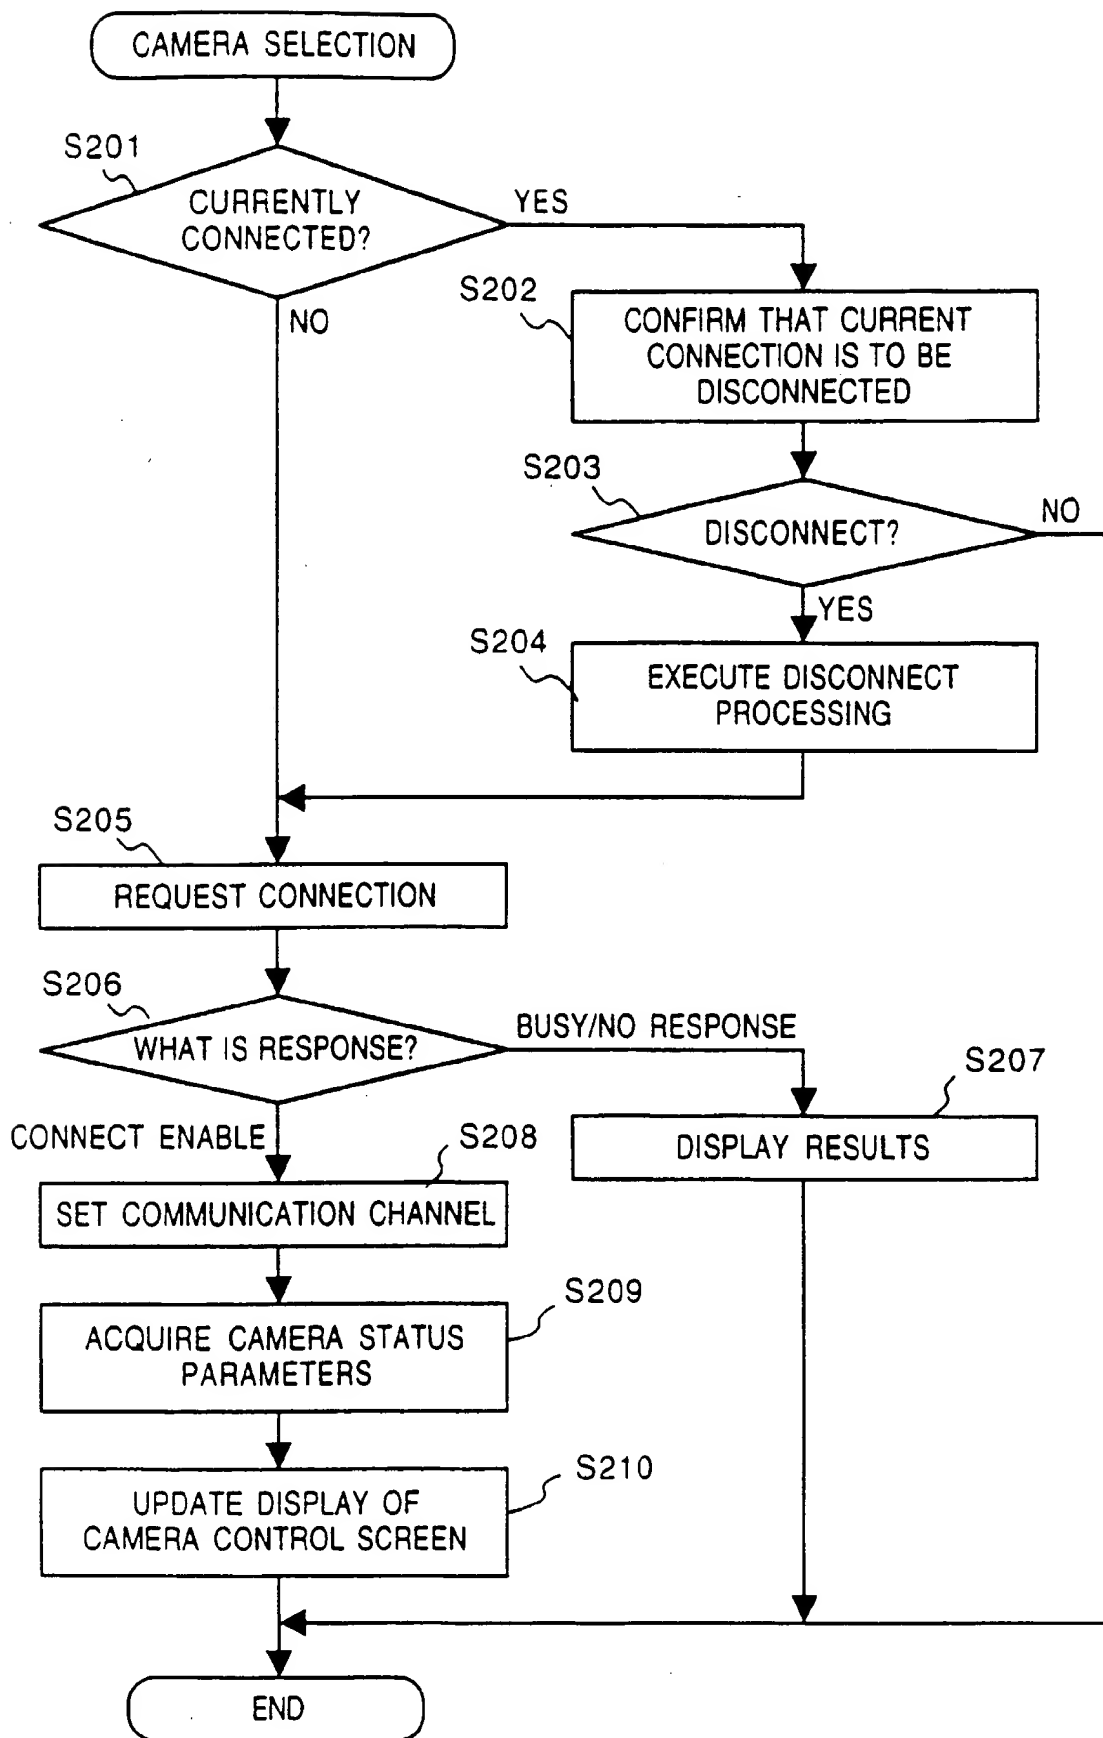 CAMERA SELECTION
S201
CURRENTLY
CONNECTED?
YES
NO
S202
CONFIRM THAT CURRENT
CONNECTION IS TO BE
DISCONNECTED
S203
DISCONNECT?
NO
YES
S204
EXECUTE DISCONNECT
PROCESSING
S205
REQUEST CONNECTION
S206
WHAT IS RESPONSE?
BUSY/NO RESPONSE
S207
DISPLAY RESULTS
CONNECT ENABLE
S208
SET COMMUNICATION CHANNEL
S209
ACQUIRE CAMERA STATUS
PARAMETERS
S210
UPDATE DISPLAY OF
CAMERA CONTROL SCREEN
END